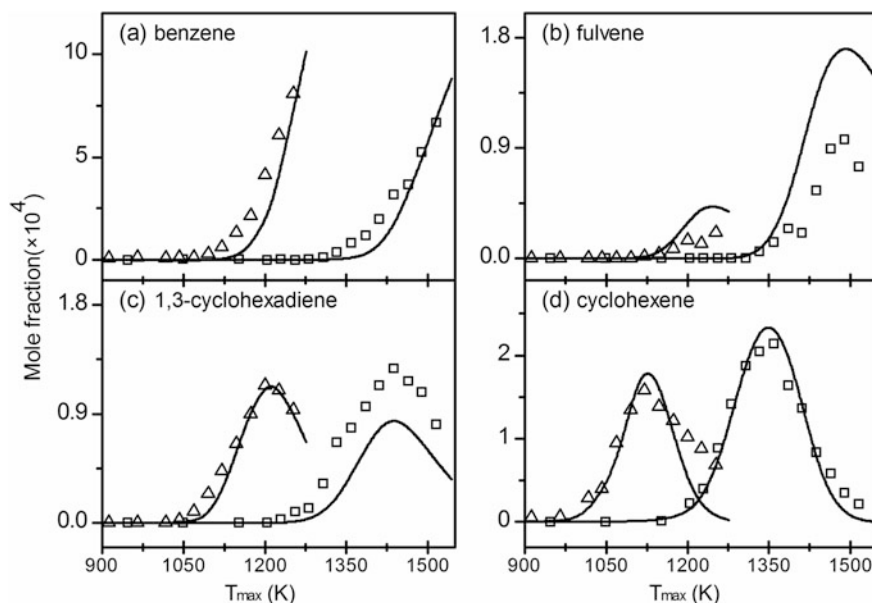 (a) benzene
(b) fulvene
10
5
0
1.8
0.9
0.0
Mole fraction(×10⁴)
(c) 1,3-cyclohexadiene
(d) cyclohexene
1.8
0.9
0.0
2
1
0
900 1050 1200 1350 1500
900 1050 1200 1350 1500
Tmax (K)
Tmax (K)